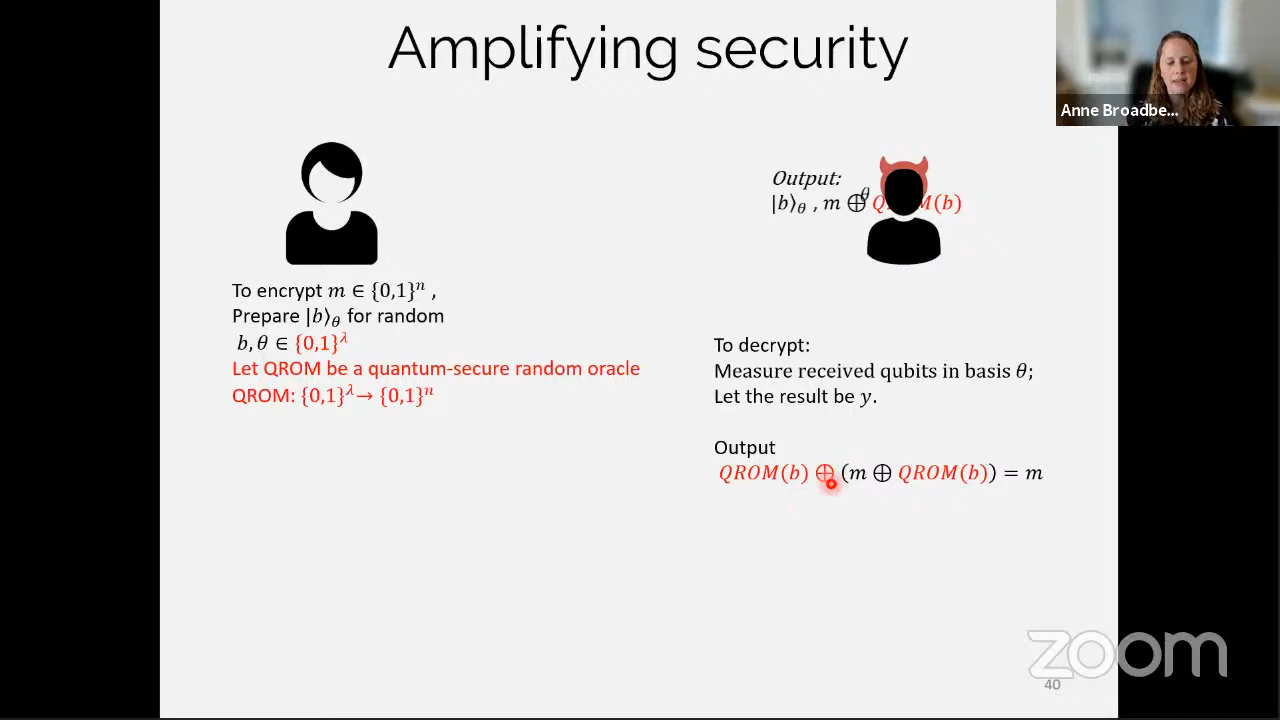 Amplifying security
Anne Broadbe...
Output:
|b⟩θ , m ⊕ (b)
θ
To encrypt m ∈ {0,1}ⁿ ,
Prepare |b⟩θ for random
b, θ ∈ {0,1}^λ
Let QROM be a quantum-secure random oracle
QROM: {0,1}^λ → {0,1}ⁿ
To decrypt:
Measure received qubits in basis θ;
Let the result be y.
Output
QROM(b) ⊕ (m ⊕ QROM(b)) = m
zoom
40